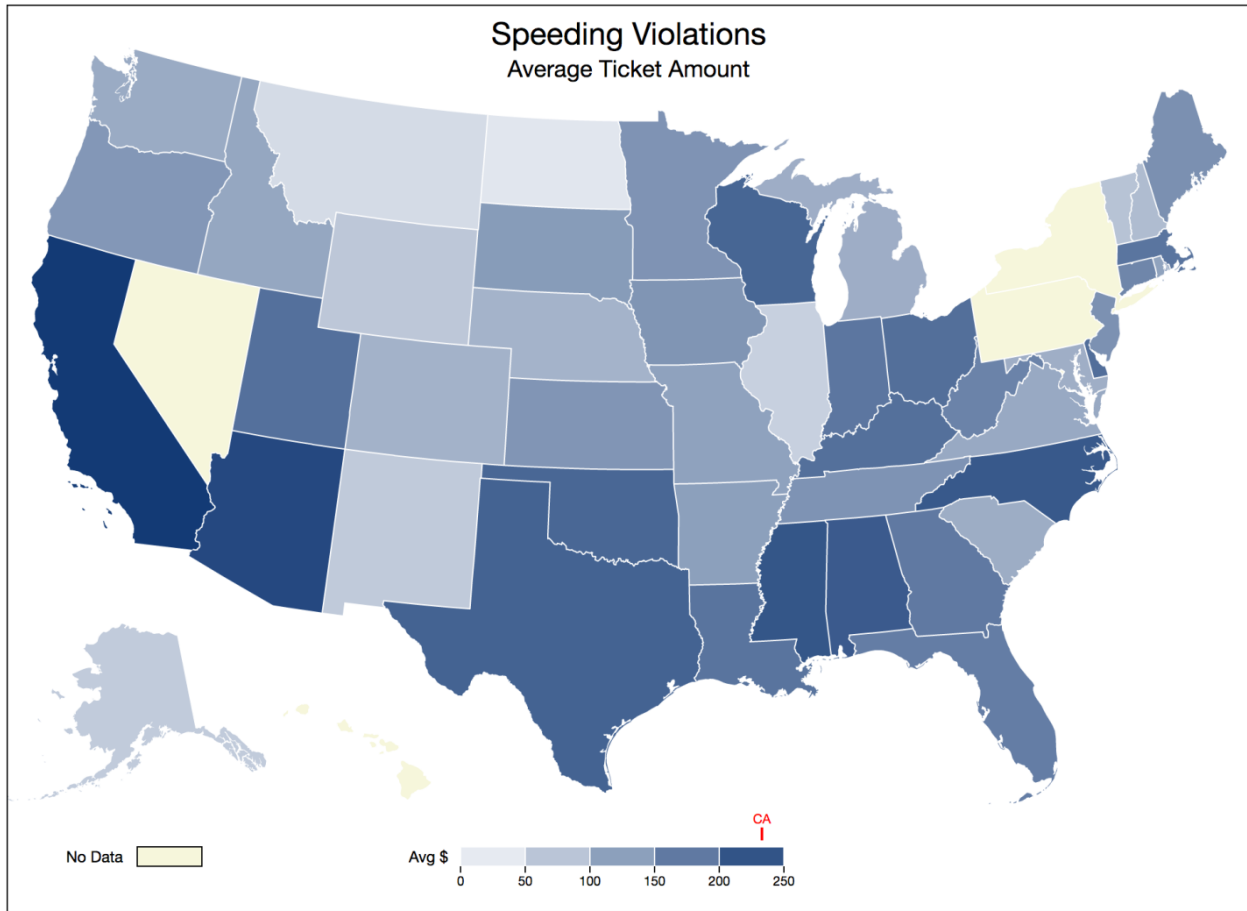 Speeding Violations
Average Ticket Amount
CA
No Data
Avg $
0 50 100 150 200 250